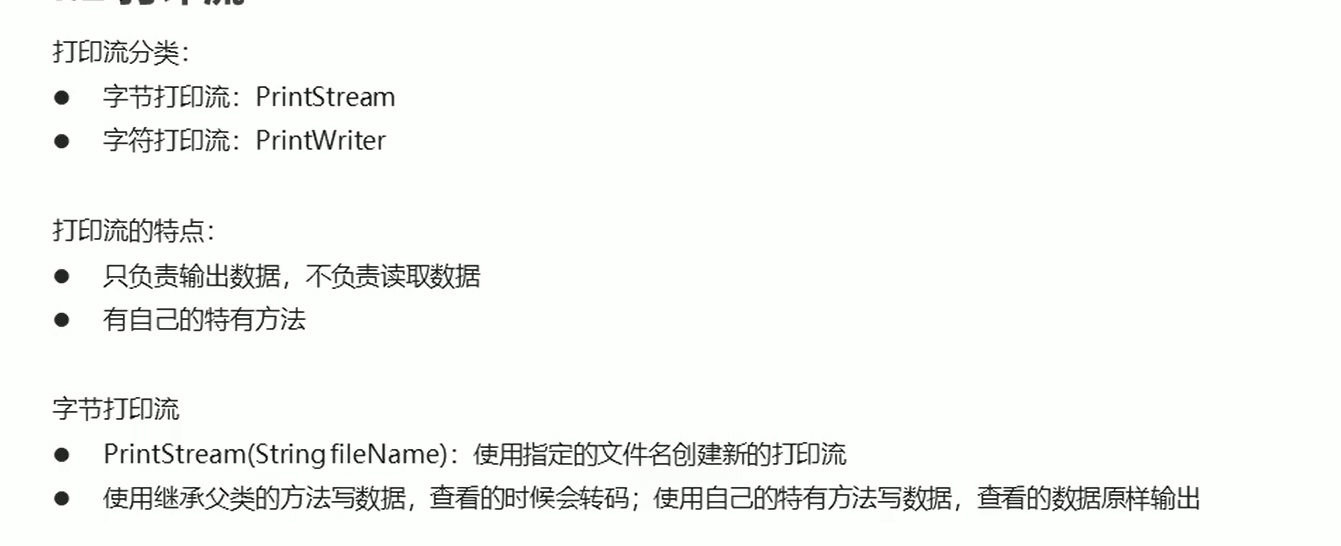 打印流分类：
● 字节打印流：PrintStream
● 字符打印流：PrintWriter
打印流的特点：
● 只负责输出数据，不负责读取数据
● 有自己的特有方法
字节打印流
● PrintStream(String fileName)：使用指定的文件名创建新的打印流
● 使用继承父类的方法写数据，查看的时候会转码；使用自己的特有方法写数据，查看的数据原样输出